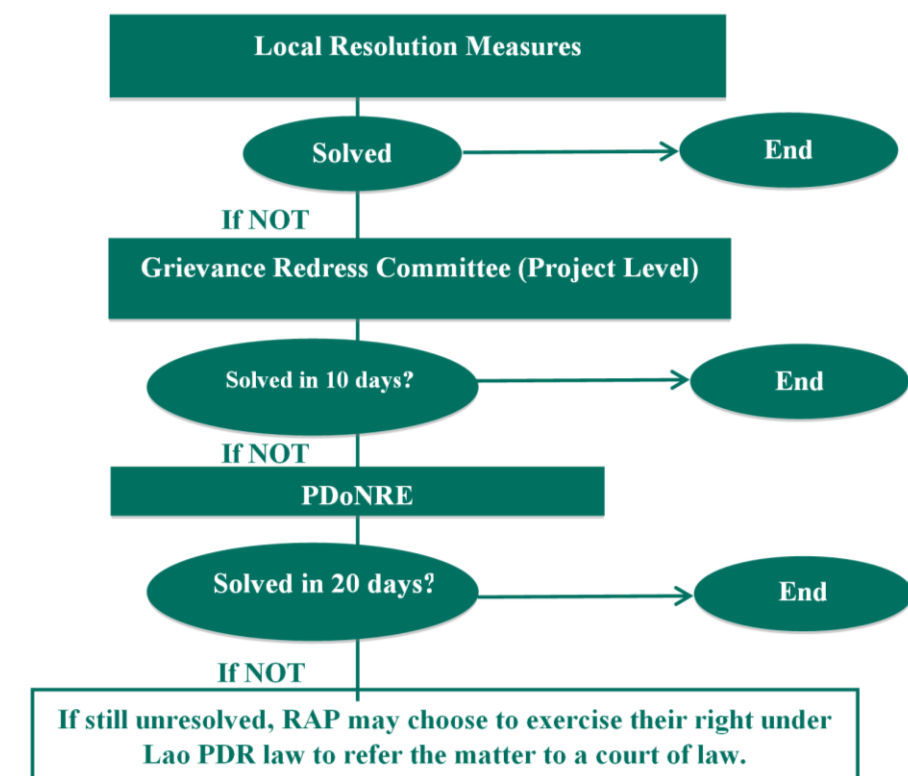 Local Resolution Measures
Solved
End
If NOT
Grievance Redress Committee (Project Level)
Solved in 10 days?
End
If NOT
PDoNRE
Solved in 20 days?
End
If NOT
If still unresolved, RAP may choose to exercise their right under
Lao PDR law to refer the matter to a court of law.